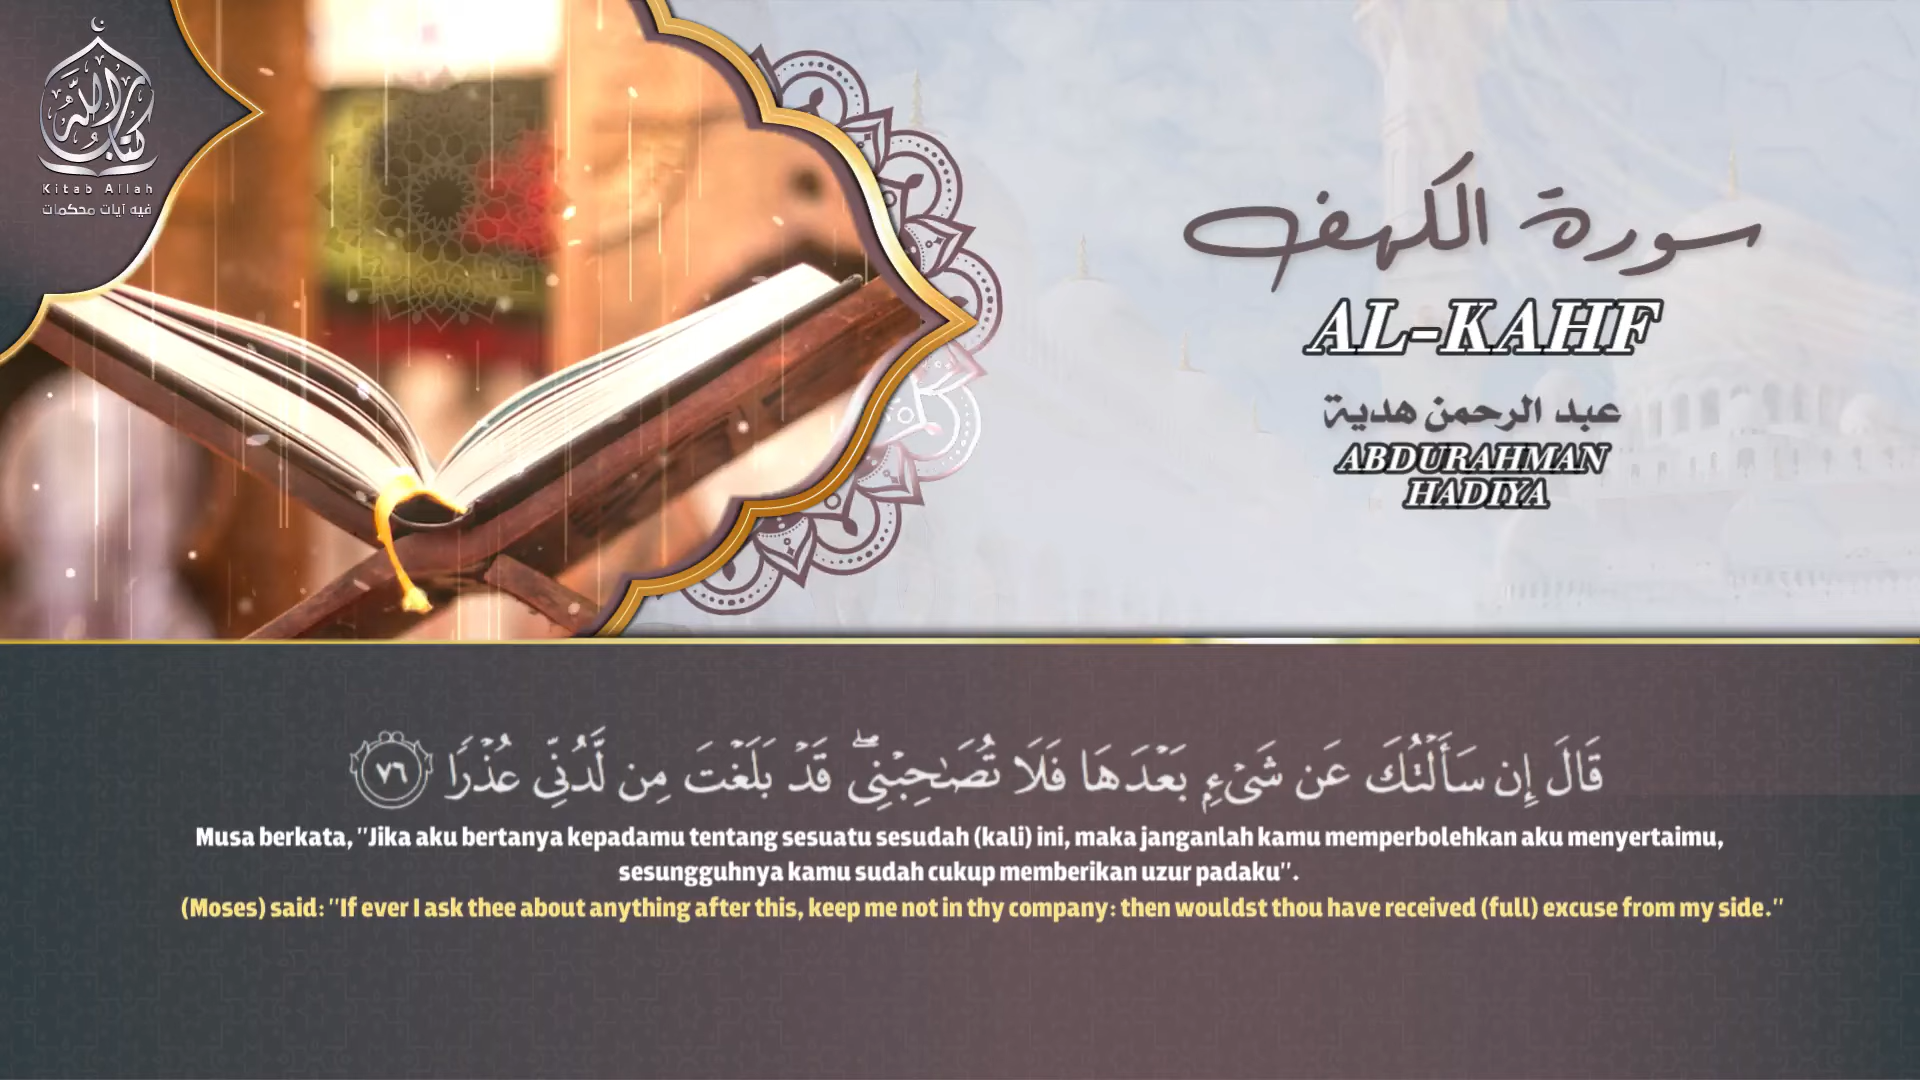 كتاب الله
Kitab Allah
فيه آيات محكمات
سورة الكهف
AL-KAHF
عبد الرحمن هدية
ABDURAHMAN
HADIYA
قَالَ إِن سَأَلْتُكَ عَن شَىْءٍۭ بَعْدَهَا فَلَا تُصَـٰحِبْنِى ۖ قَدْ بَلَغْتَ مِن لَّدُنِّى عُذْرًا ٧٦
Musa berkata, "Jika aku bertanya kepadamu tentang sesuatu sesudah (kali) ini, maka janganlah kamu memperbolehkan aku menyertaimu,
sesungguhnya kamu sudah cukup memberikan uzur padaku".
(Moses) said: "If ever I ask thee about anything after this, keep me not in thy company: then wouldst thou have received (full) excuse from my side."